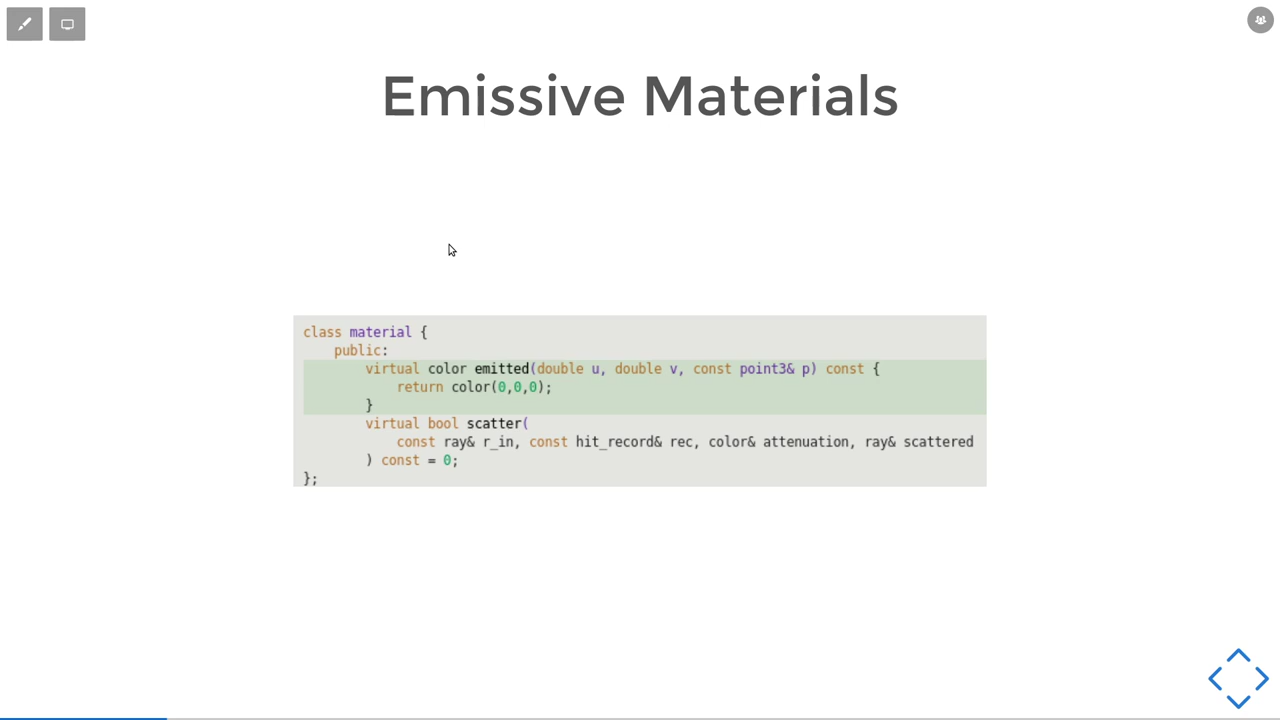 Emissive Materials
class material {
    public:
        virtual color emitted(double u, double v, const point3& p) const {
            return color(0,0,0);
        }
        virtual bool scatter(
            const ray& r_in, const hit_record& rec, color& attenuation, ray& scattered
        ) const = 0;
};